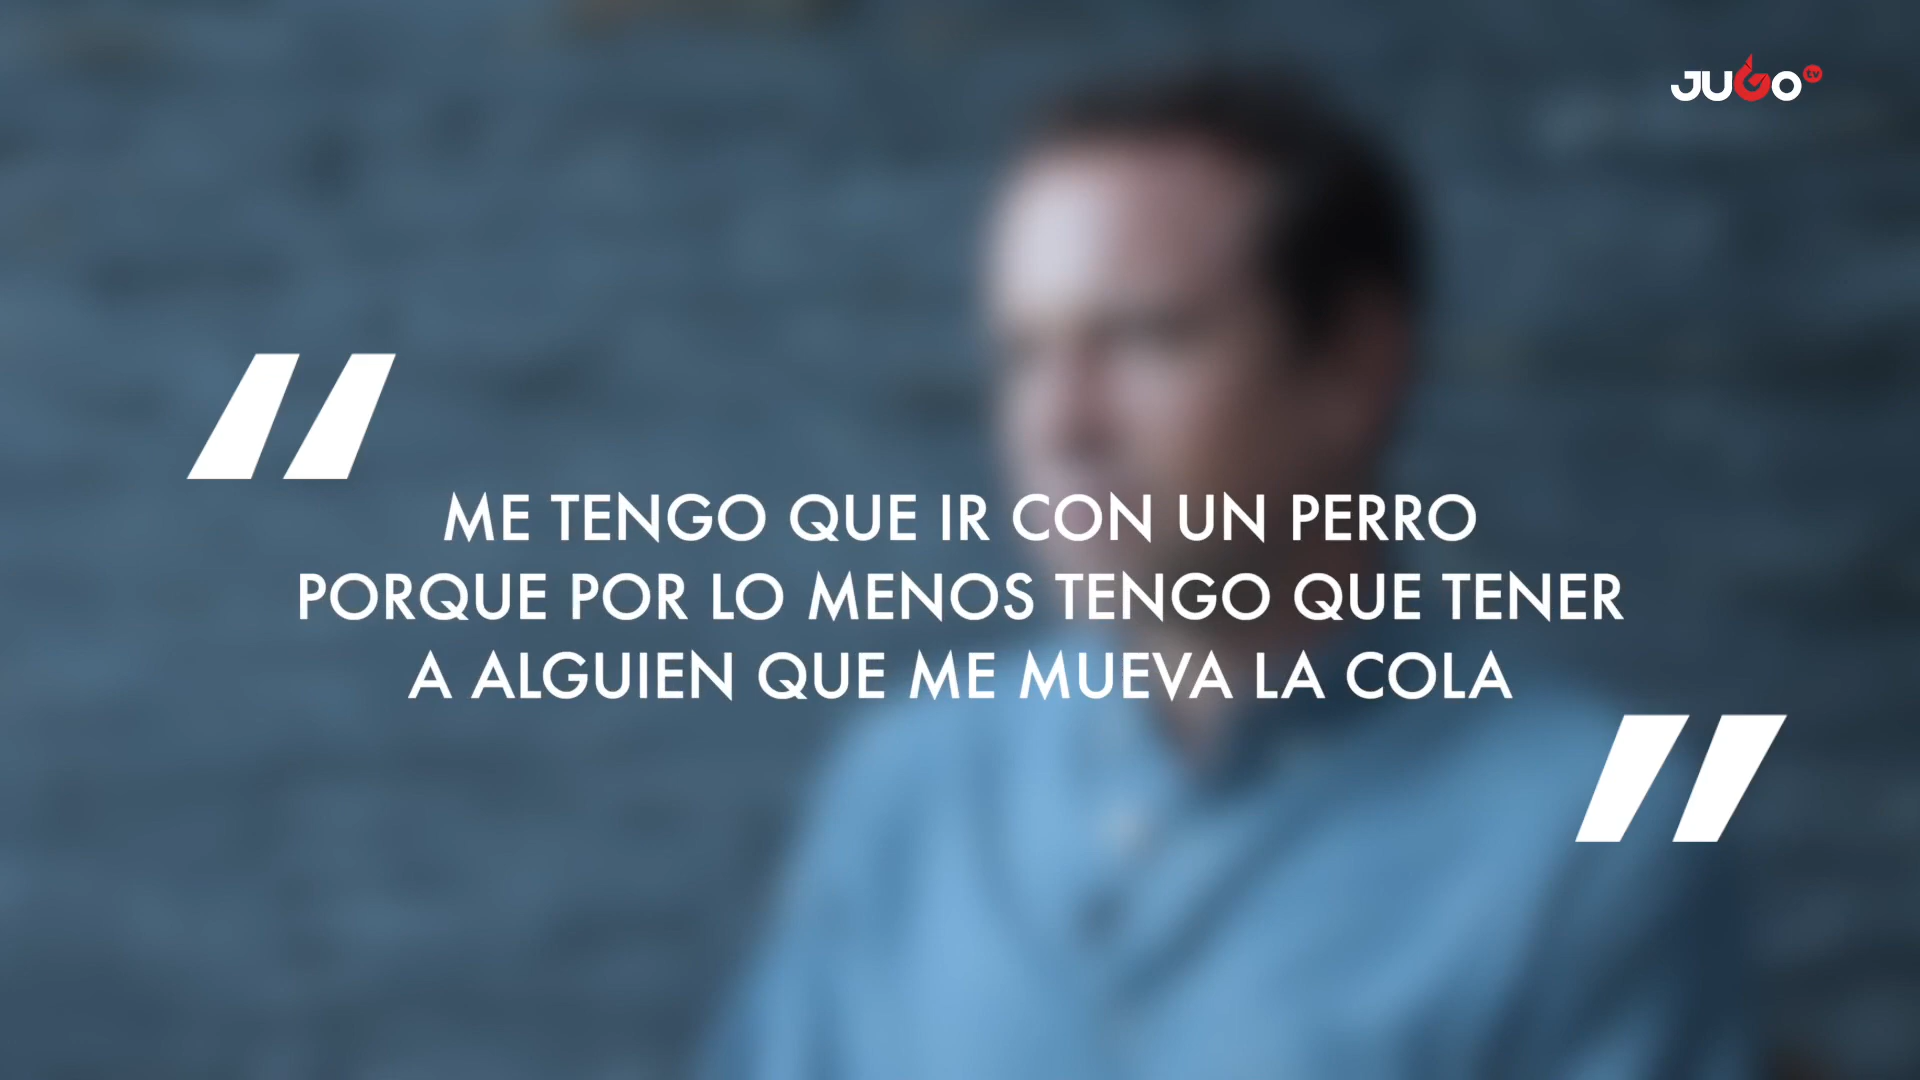 JUGO tv
“
ME TENGO QUE IR CON UN PERRO
PORQUE POR LO MENOS TENGO QUE TENER
A ALGUIEN QUE ME MUEVA LA COLA
”